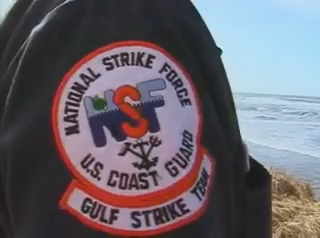 NATIONAL STRIKE FORCE
NSF
U.S. COAST GUARD
GULF STRIKE TEAM